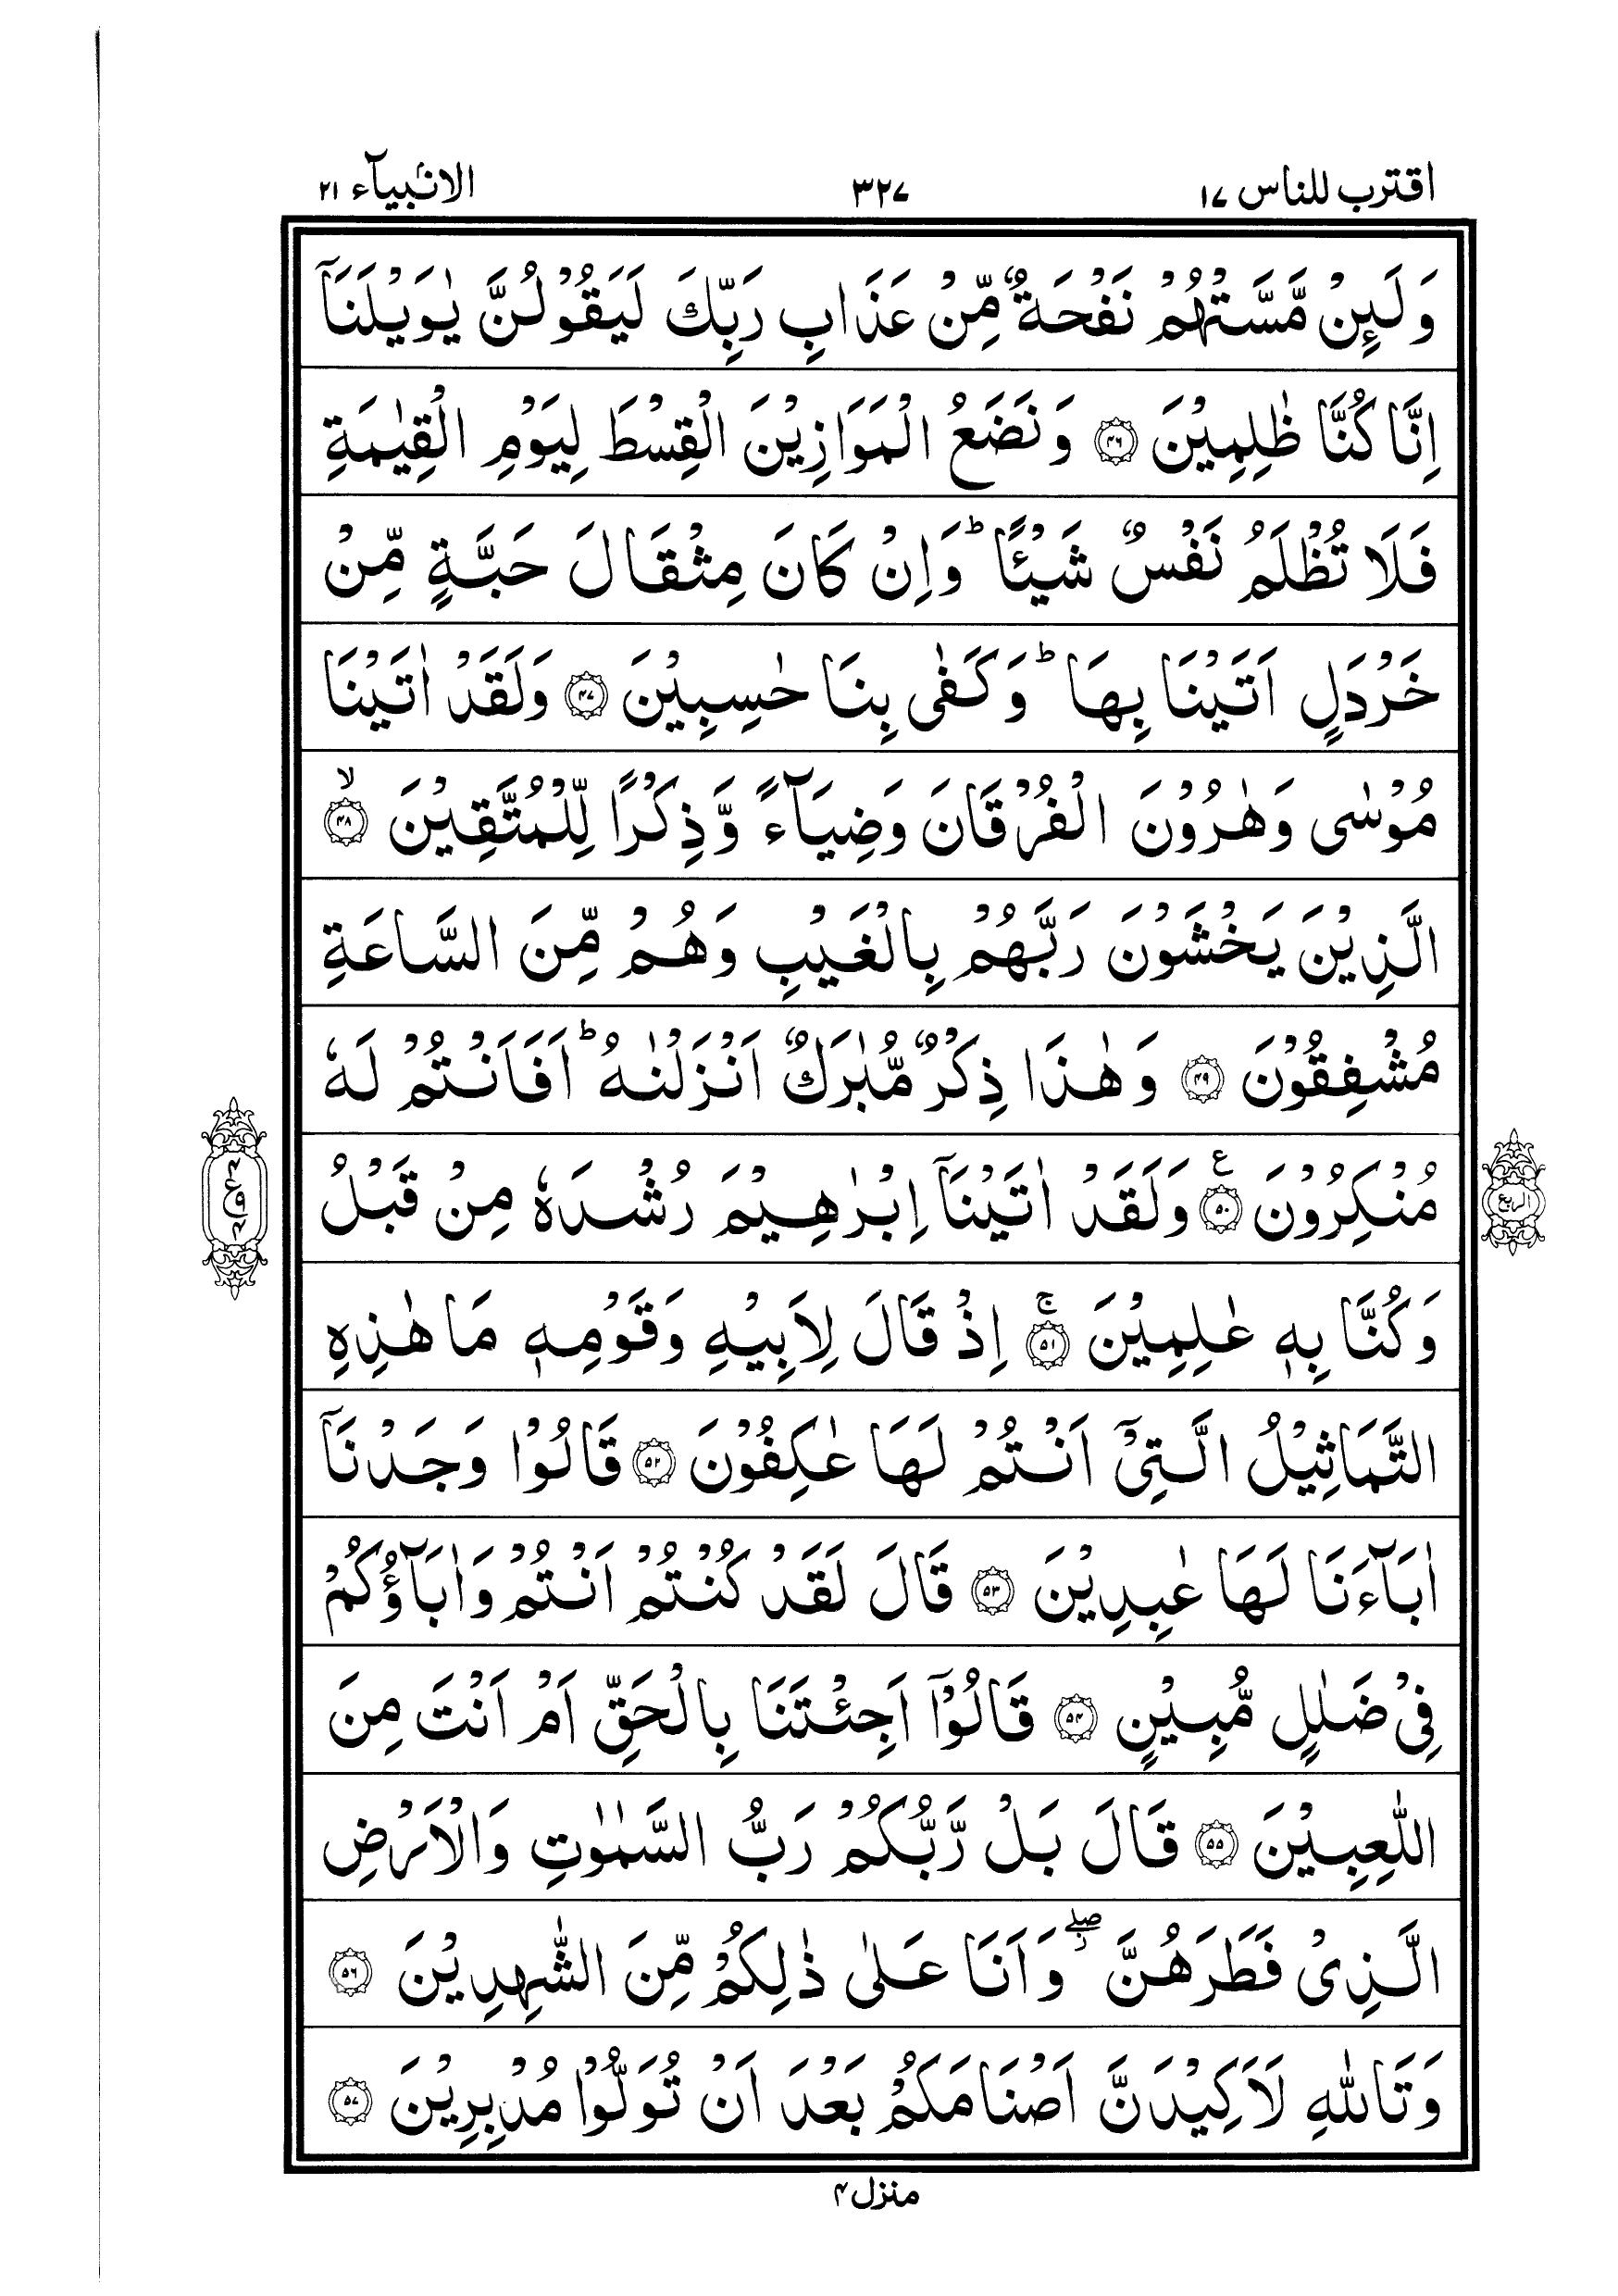 اقترب للناس ١٧ ٣٢٧ الانۢبیآء ٢١
وَلَىِٕنْ مَّسَّتْهُمْ نَفْحَةٌ مِّنْ عَذَابِ رَبِّكَ لَیَقُوْلُنَّ یٰوَیْلَنَاۤ
اِنَّا كُنَّا ظٰلِمِیْنَ ۝٤٦ وَنَضَعُ الْمَوَازِیْنَ الْقِسْطَ لِیَوْمِ الْقِیٰمَةِ
فَلَا تُظْلَمُ نَفْسٌ شَیْـًٔا ؕ وَاِنْ كَانَ مِثْقَالَ حَبَّةٍ مِّنْ
خَرْدَلٍ اَتَیْنَا بِهَا ؕ وَكَفٰی بِنَا حٰسِبِیْنَ ۝٤٧ وَلَقَدْ اٰتَیْنَا
مُوْسٰی وَهٰرُوْنَ الْفُرْقَانَ وَضِیَآءً وَّذِكْرًا لِّلْمُتَّقِیْنَ ۝٤٨ ۙ
الَّذِیْنَ یَخْشَوْنَ رَبَّهُمْ بِالْغَیْبِ وَهُمْ مِّنَ السَّاعَةِ
مُشْفِقُوْنَ ۝٤٩ وَهٰذَا ذِكْرٌ مُّبٰرَكٌ اَنْزَلْنٰهُ ؕ اَفَاَنْتُمْ لَهٗ
مُنْكِرُوْنَ ۝٥٠ ع وَلَقَدْ اٰتَیْنَاۤ اِبْرٰهِیْمَ رُشْدَهٗ مِنْ قَبْلُ
الربع
وَكُنَّا بِهٖ عٰلِمِیْنَ ۝٥١ ۚ اِذْ قَالَ لِاَبِیْهِ وَقَوْمِهٖ مَا هٰذِهِ
التَّمَاثِیْلُ الَّتِیْۤ اَنْتُمْ لَهَا عٰكِفُوْنَ ۝٥٢ قَالُوْا وَجَدْنَاۤ
اٰبَآءَنَا لَهَا عٰبِدِیْنَ ۝٥٣ قَالَ لَقَدْ كُنْتُمْ اَنْتُمْ وَاٰبَآؤُكُمْ
فِیْ ضَلٰلٍ مُّبِیْنٍ ۝٥٤ قَالُوْۤا اَجِئْتَنَا بِالْحَقِّ اَمْ اَنْتَ مِنَ
اللّٰعِبِیْنَ ۝٥٥ قَالَ بَلْ رَّبُّكُمْ رَبُّ السَّمٰوٰتِ وَالْاَرْضِ
الَّذِیْ فَطَرَهُنَّ ۖ وَاَنَا عَلٰی ذٰلِكُمْ مِّنَ الشّٰهِدِیْنَ ۝٥٦
وَتَاللّٰهِ لَاَكِیْدَنَّ اَصْنَامَكُمْ بَعْدَ اَنْ تُوَلُّوْا مُدْبِرِیْنَ ۝٥٧
منزل ٤